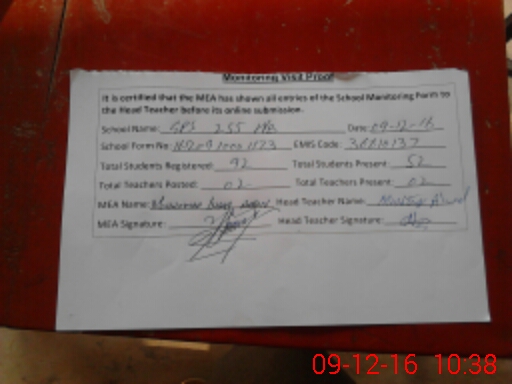 Monitoring Visit Proof
It is certified that the MEA has shown all entries of the School Monitoring Form to
the Head Teacher before its online submission.
School Name: GPS 255 Date: 09-12-16
School Form No: EMIS Code:
Total Students Registered: 92 Total Students Present: 52
Total Teachers Posted: 02 Total Teachers Present: 02
MEA Name: Head Teacher Name:
MEA Signature: Head Teacher Signature:
09-12-16 10:38